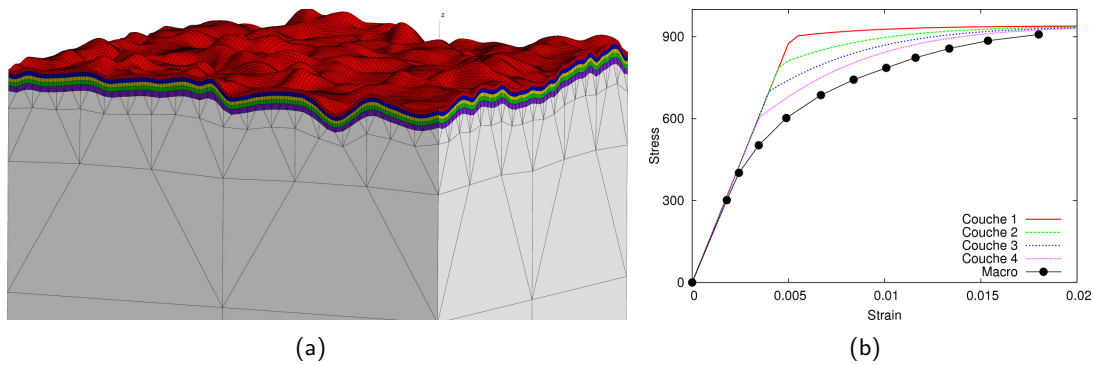 z
900
600
300
0
Stress
Couche 1
Couche 2
Couche 3
Couche 4
Macro
0
0.005
0.01
0.015
0.02
Strain
(a)
(b)